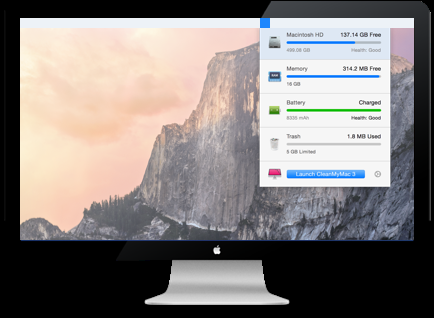 Macintosh HD 137.14 GB Free
499.08 GB Health: Good
Memory 314.2 MB Free
16 GB
Battery Charged
8330 mAh Health: Good
Trash 1.8 MB Used
5 GB Limited
Launch CleanMyMac 3